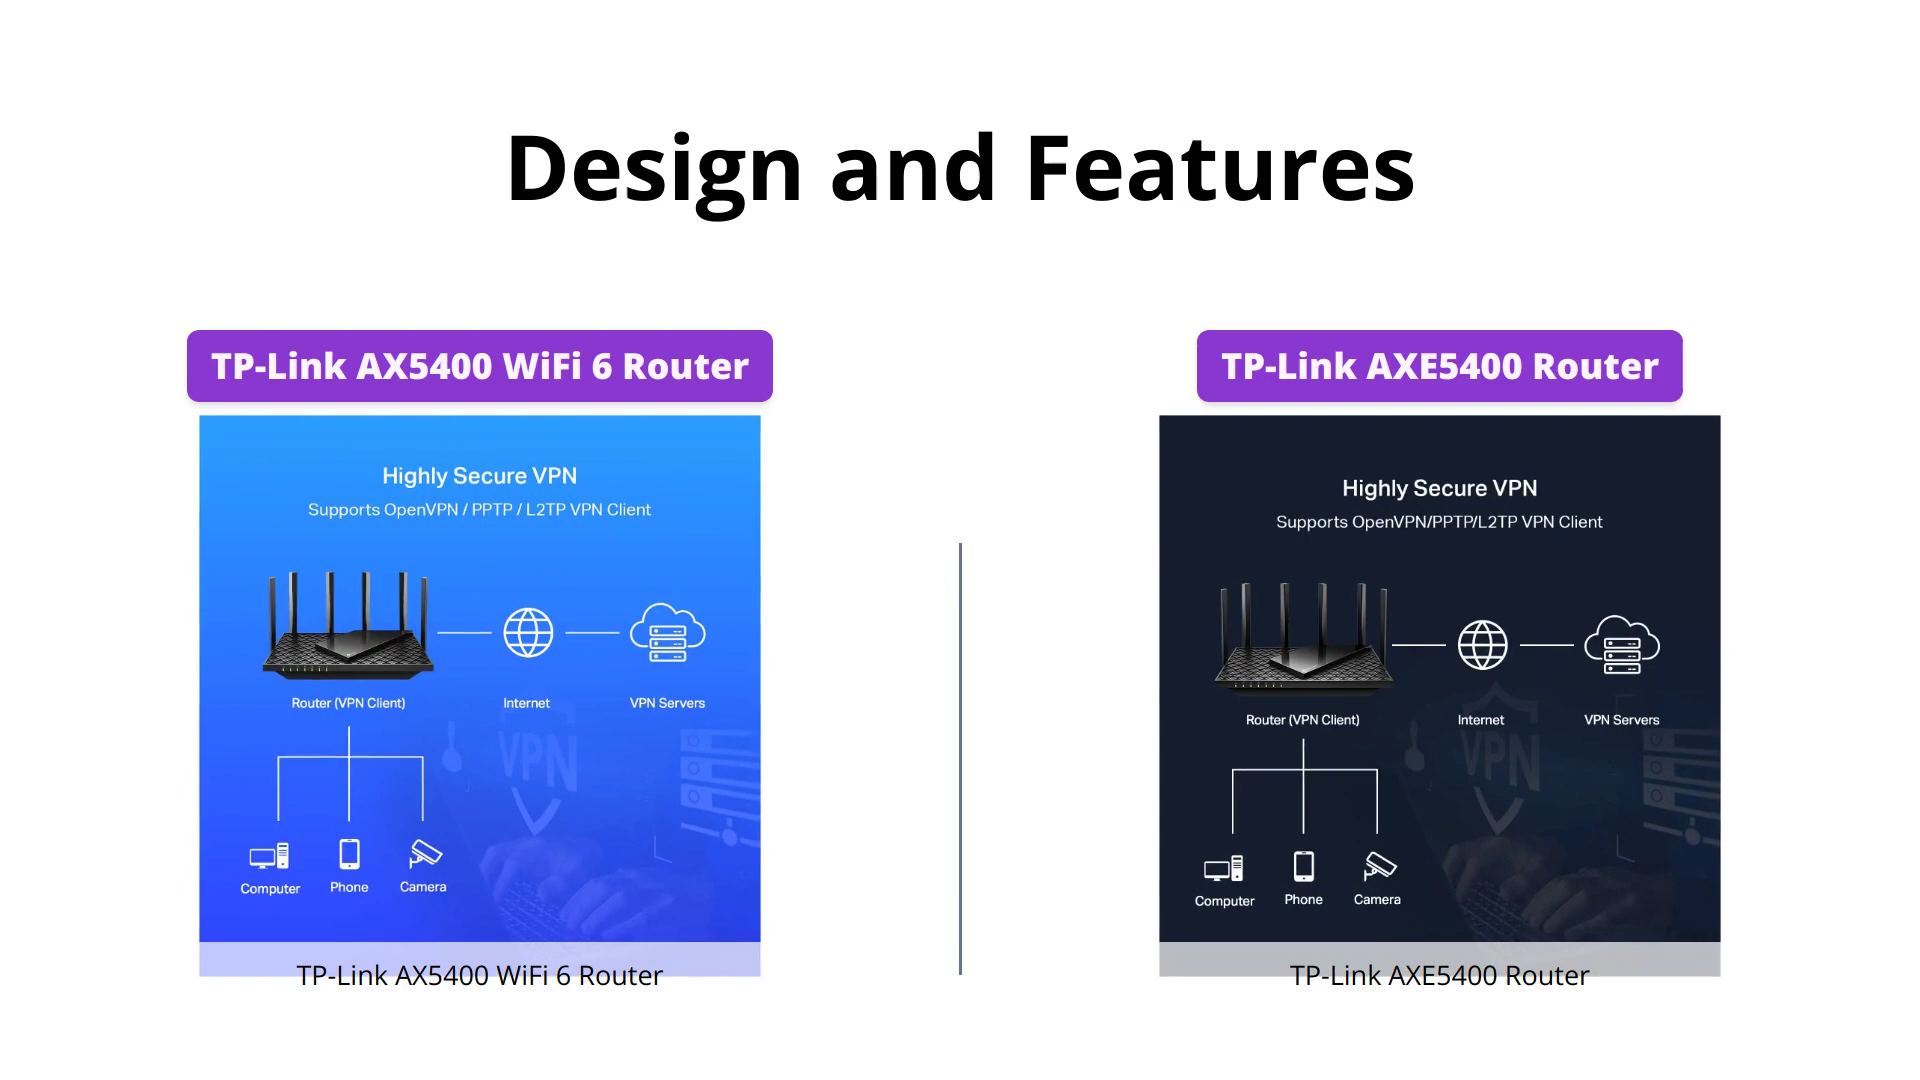 Design and Features
TP-Link AX5400 WiFi 6 Router
Highly Secure VPN
Supports OpenVPN / PPTP / L2TP VPN Client
Router (VPN Client)
Internet
VPN Servers
VPN
Computer
Phone
Camera
TP-Link AX5400 WiFi 6 Router
TP-Link AXE5400 Router
Highly Secure VPN
Supports OpenVPN/PPTP/L2TP VPN Client
Router (VPN Client)
Internet
VPN Servers
VPN
Computer
Phone
Camera
TP-Link AXE5400 Router